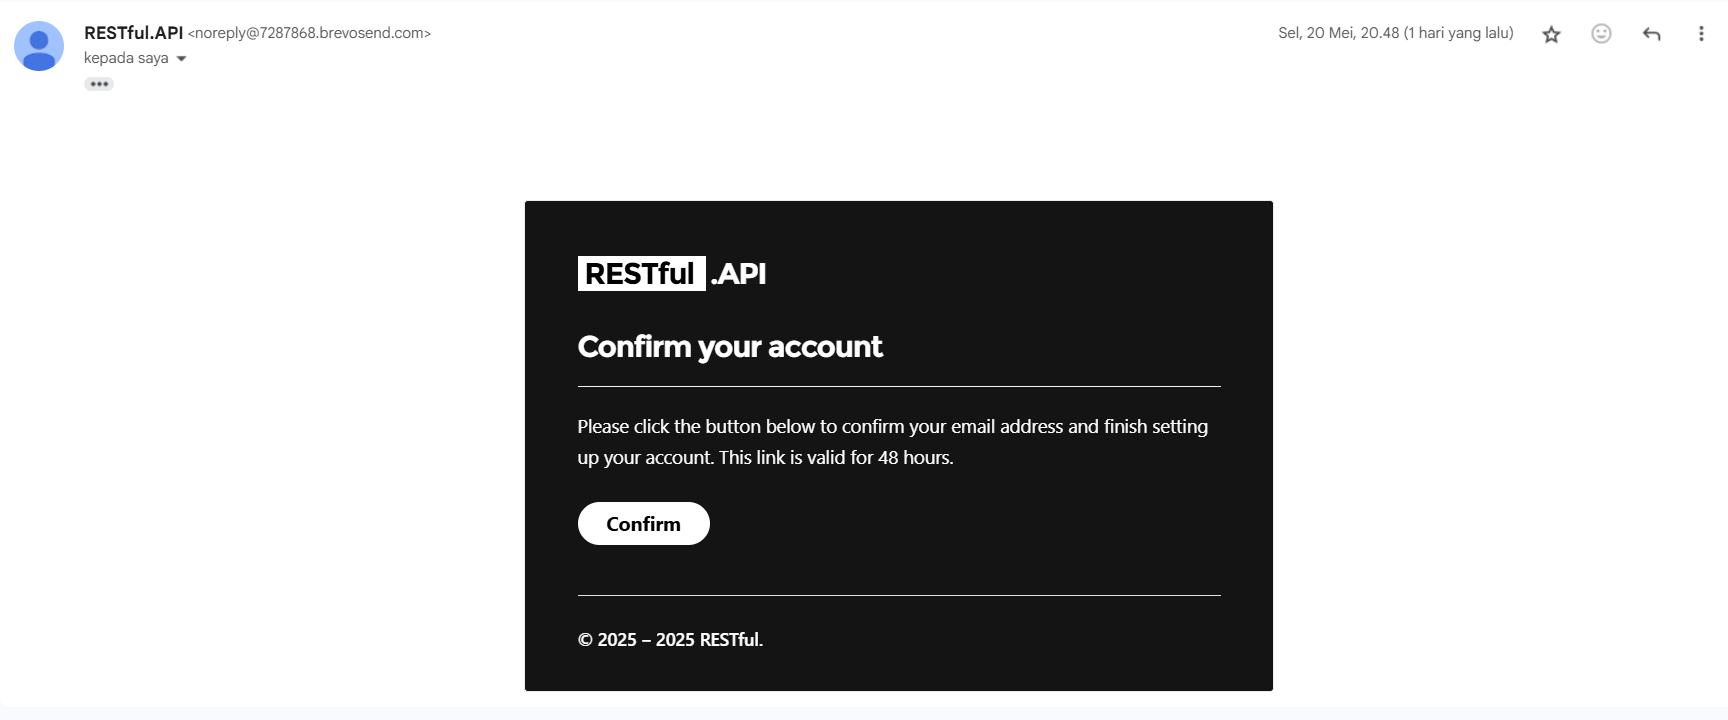 RESTful.API <noreply@7287868.brevosend.com>
Sel, 20 Mei, 20.48 (1 hari yang lalu)
kepada saya
RESTful .API
Confirm your account
Please click the button below to confirm your email address and finish setting
up your account. This link is valid for 48 hours.
Confirm
© 2025 – 2025 RESTful.